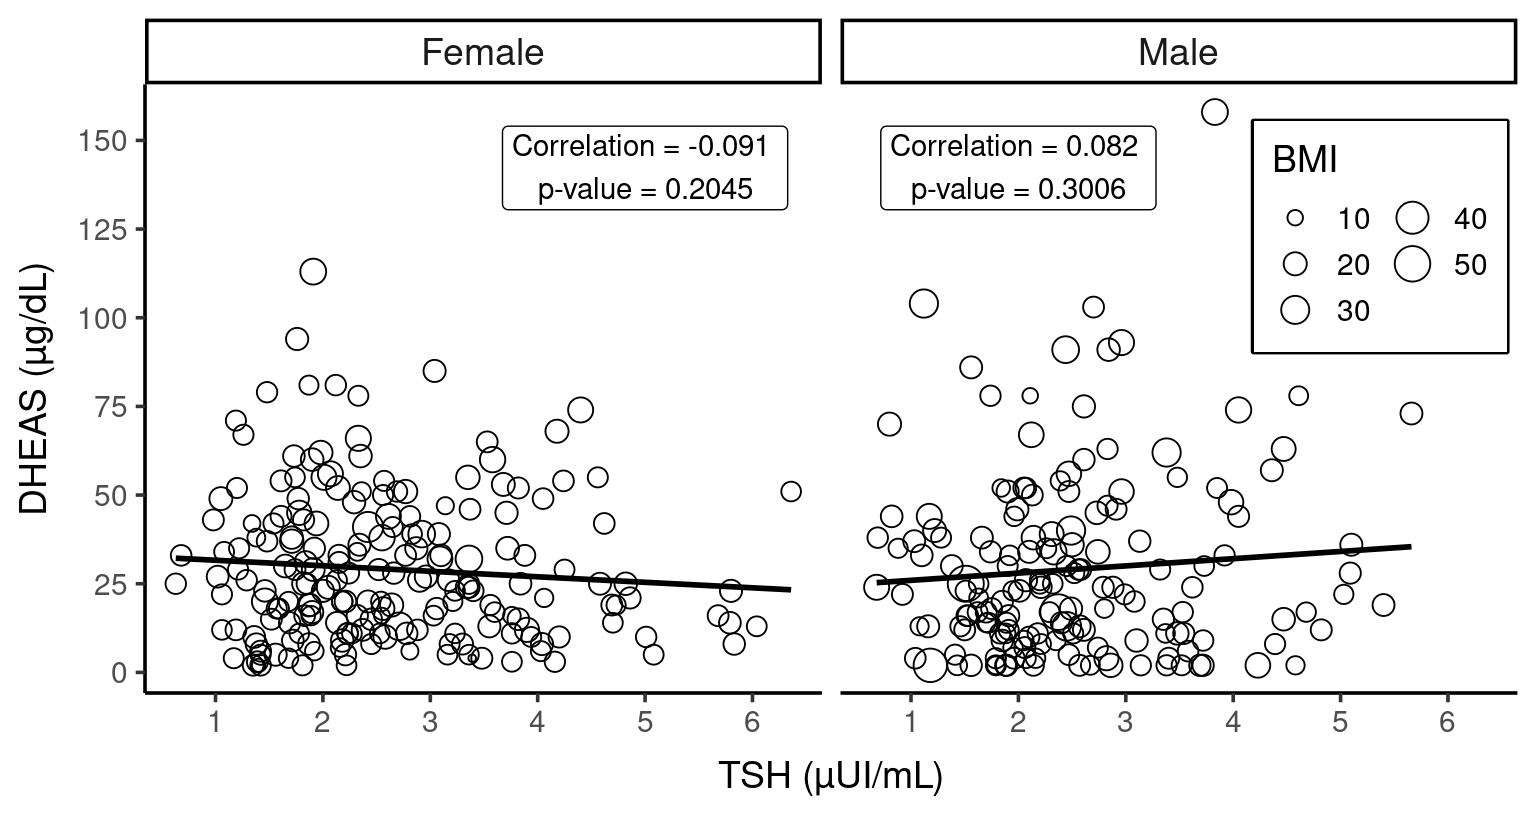 Female
Male
Correlation = -0.091
p-value = 0.2045
Correlation = 0.082
p-value = 0.3006
BMI
10
20
30
40
50
DHEAS (µg/dL)
150
125
100
75
50
25
0
1 2 3 4 5 6
1 2 3 4 5 6
TSH (µUI/mL)